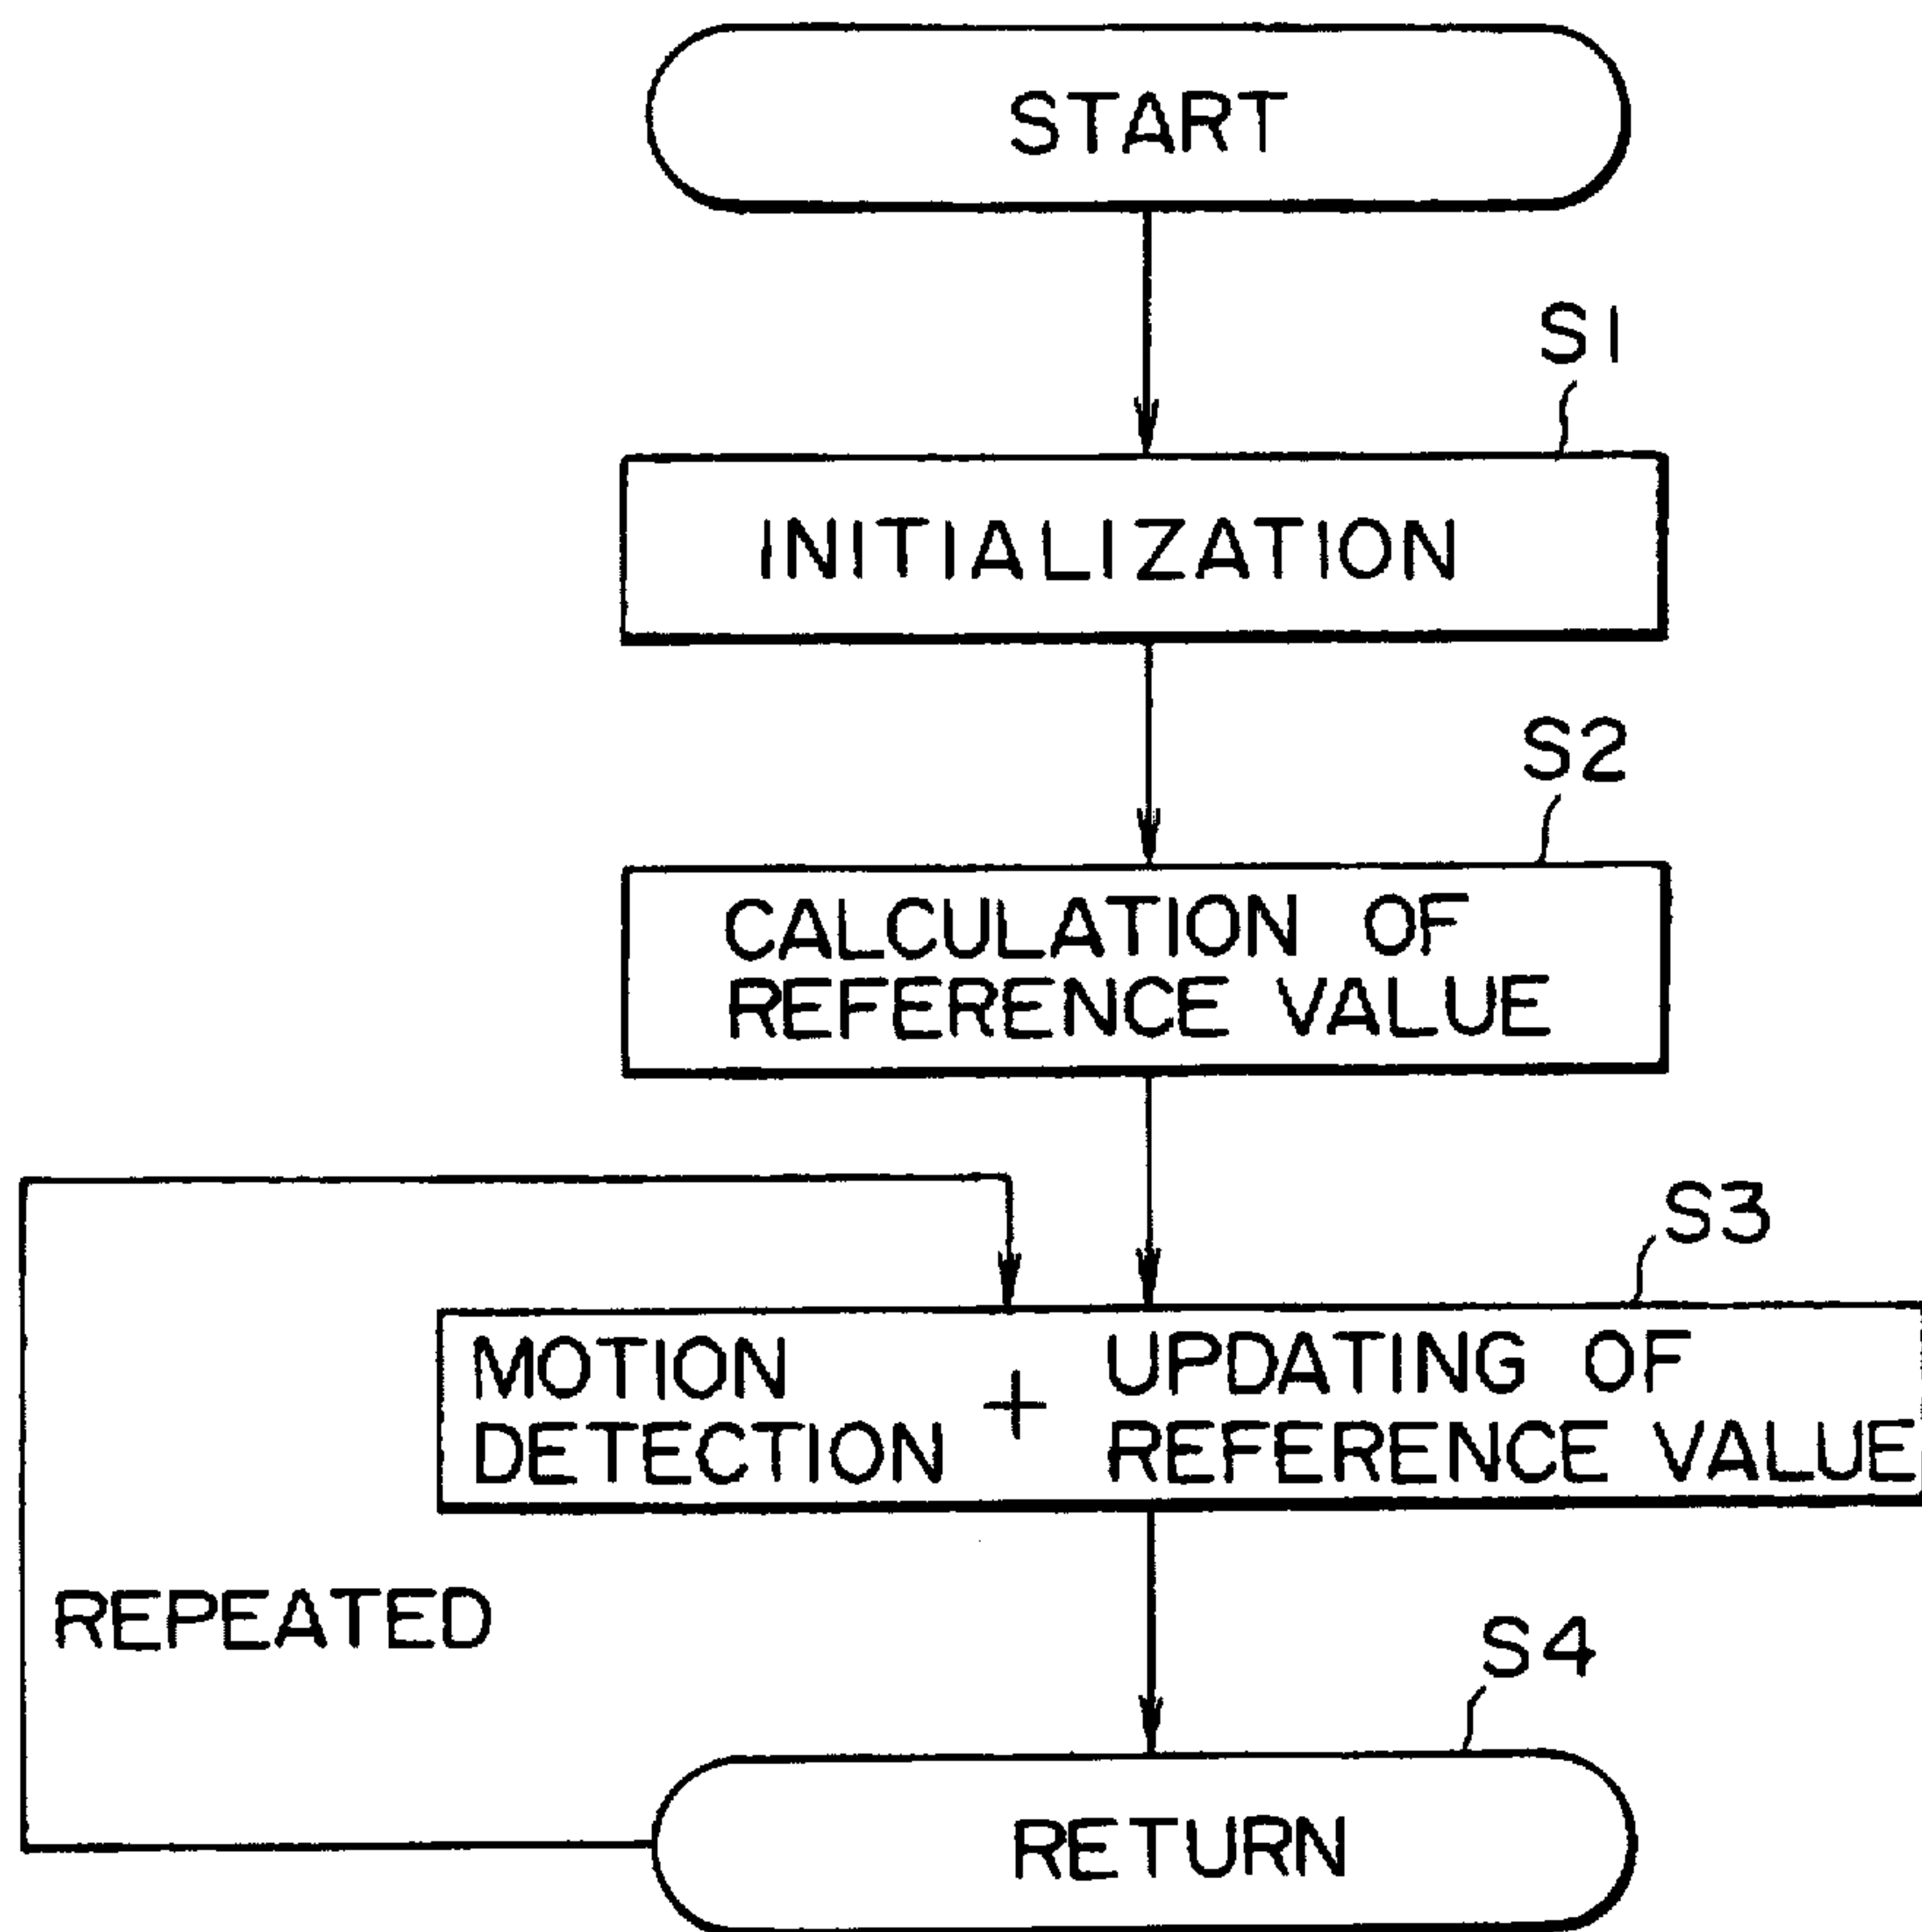 START
S1
INITIALIZATION
S2
CALCULATION OF
REFERENCE VALUE
S3
MOTION
DETECTION
+
UPDATING OF
REFERENCE VALUE
REPEATED
S4
RETURN